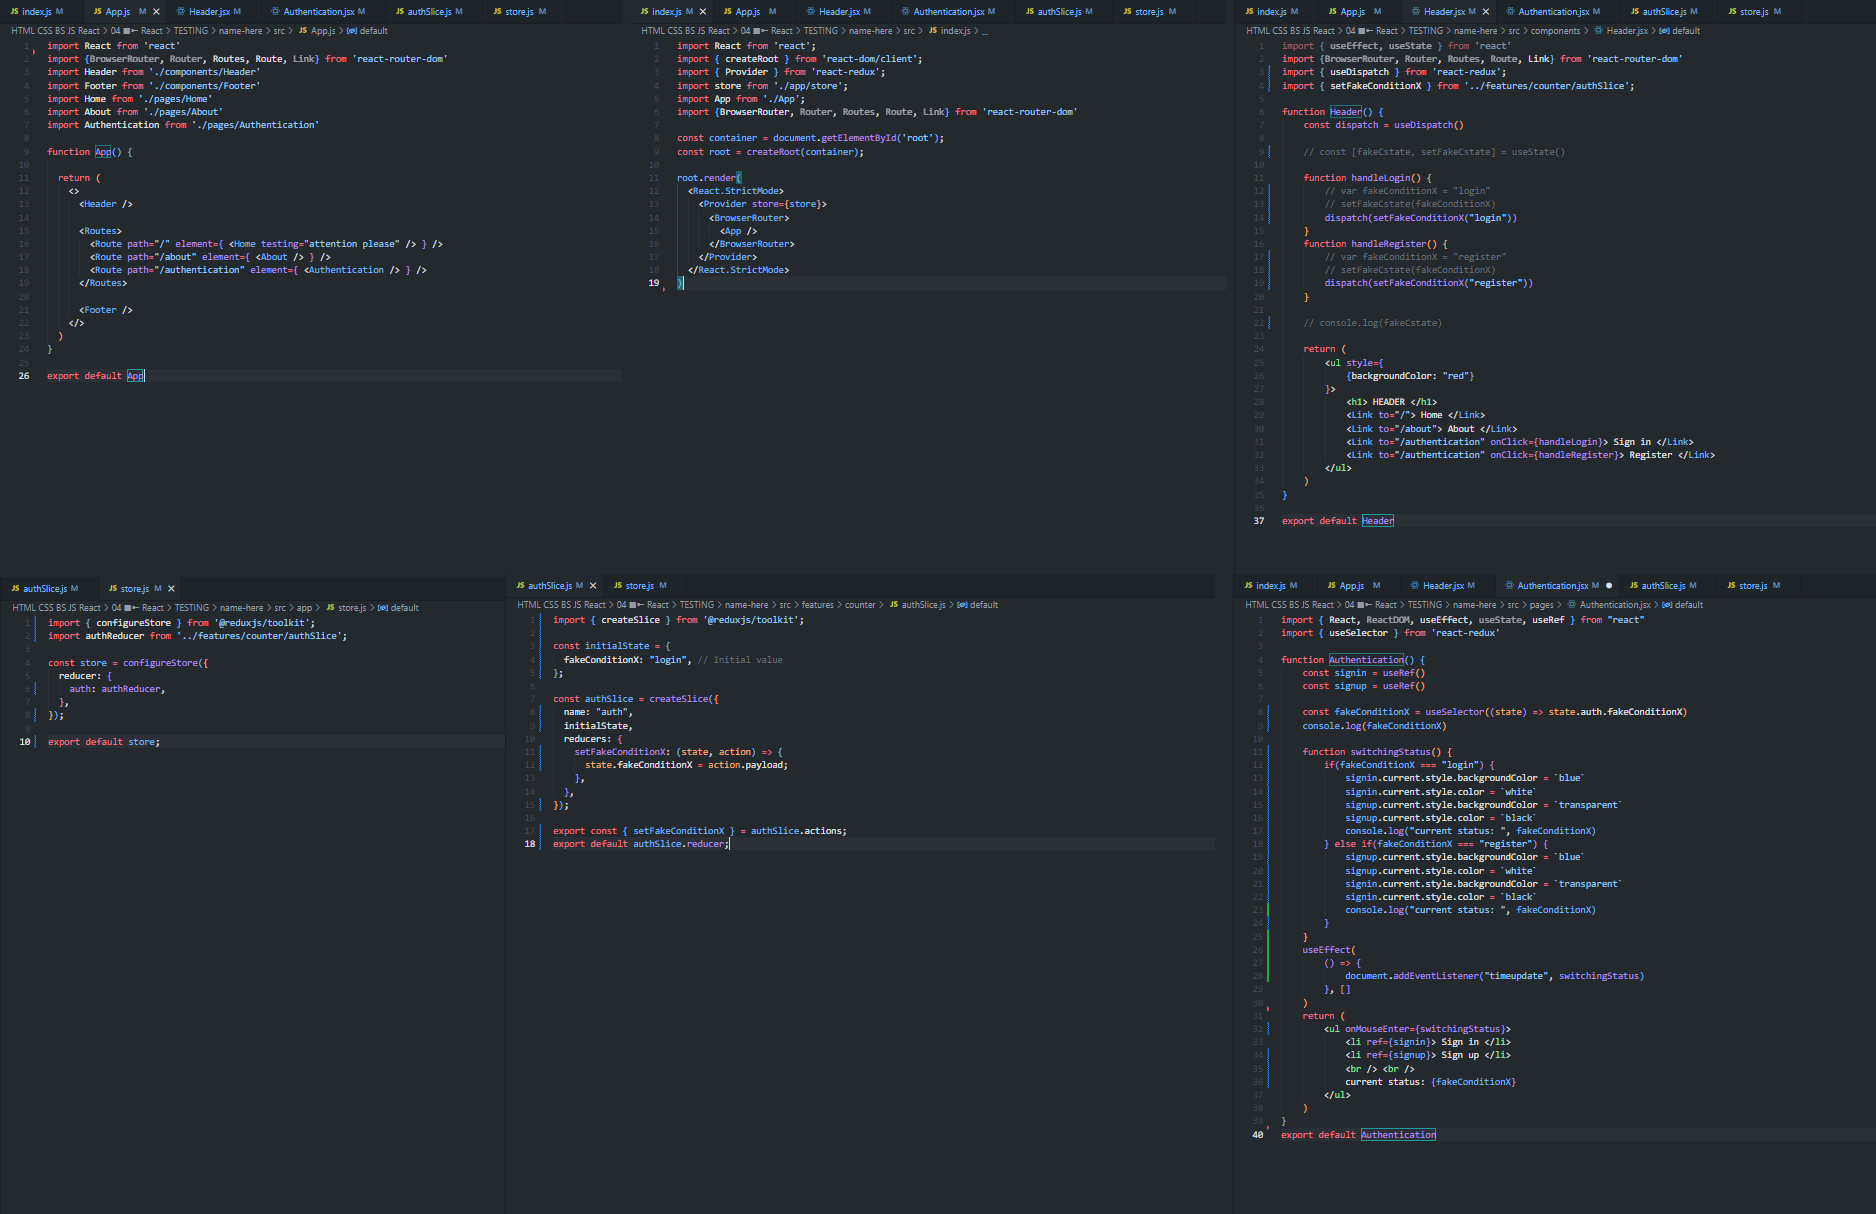 JS index.js M JS App.js M × Header.jsx M Authentication.jsx M JS authSlice.js M JS store.js M
HTML CSS BS JS React > 04 React > TESTING > name-here > src > JS App.js > default
1 import React from 'react'
2 import {BrowserRouter, Router, Routes, Route, Link} from 'react-router-dom'
3 import Header from './components/Header'
4 import Footer from './components/Footer'
5 import Home from './pages/Home'
6 import About from './pages/About'
7 import Authentication from './pages/Authentication'
8
9 function App() {
10
11 return (
12 <>
13 <Header />
14
15 <Routes>
16 <Route path="/" element={ <Home testing="attention please" /> } />
17 <Route path="/about" element={ <About /> } />
18 <Route path="/authentication" element={ <Authentication /> } />
19 </Routes>
20
21 <Footer />
22 </>
23 )
24 }
25
26 export default App
JS index.js M × JS App.js M Header.jsx M Authentication.jsx M JS authSlice.js M JS store.js M
HTML CSS BS JS React > 04 React > TESTING > name-here > src > JS index.js > ...
1 import React from 'react';
2 import { createRoot } from 'react-dom/client';
3 import { Provider } from 'react-redux';
4 import store from './app/store';
5 import App from './App';
6 import {BrowserRouter, Router, Routes, Route, Link} from 'react-router-dom'
7
8 const container = document.getElementById('root');
9 const root = createRoot(container);
10
11 root.render(
12 <React.StrictMode>
13 <Provider store={store}>
14 <BrowserRouter>
15 <App />
16 </BrowserRouter>
17 </Provider>
18 </React.StrictMode>
19 )
JS index.js M JS App.js M Header.jsx M × Authentication.jsx M JS authSlice.js M JS store.js M
HTML CSS BS JS React > 04 React > TESTING > name-here > src > components > Header.jsx > default
1 import { useEffect, useState } from 'react'
2 import {BrowserRouter, Router, Routes, Route, Link} from 'react-router-dom'
3 import { useDispatch } from 'react-redux';
4 import { setFakeConditionX } from '../features/counter/authSlice';
5
6 function Header() {
7 const dispatch = useDispatch()
8
9 // const [fakeCstate, setFakeCstate] = useState()
10
11 function handleLogin() {
12 // var fakeConditionX = "login"
13 // setFakeCstate(fakeConditionX)
14 dispatch(setFakeConditionX("login"))
15 }
16 function handleRegister() {
17 // var fakeConditionX = "register"
18 // setFakeCstate(fakeConditionX)
19 dispatch(setFakeConditionX("register"))
20 }
21
22 // console.log(fakeCstate)
23
24 return (
25 <ul style={
26 {backgroundColor: "red"}
27 }>
28 <h1> HEADER </h1>
29 <Link to="/"> Home </Link>
30 <Link to="/about"> About </Link>
31 <Link to="/authentication" onClick={handleLogin}> Sign in </Link>
32 <Link to="/authentication" onClick={handleRegister}> Register </Link>
33 </ul>
34 )
35 }
36
37 export default Header
JS authSlice.js M JS store.js M ×
HTML CSS BS JS React > 04 React > TESTING > name-here > src > app > JS store.js > default
1 import { configureStore } from '@reduxjs/toolkit';
2 import authReducer from '../features/counter/authSlice';
3
4 const store = configureStore({
5 reducer: {
6 auth: authReducer,
7 },
8 });
9
10 export default store;
JS authSlice.js M × JS store.js M
HTML CSS BS JS React > 04 React > TESTING > name-here > src > features > counter > JS authSlice.js > default
1 import { createSlice } from '@reduxjs/toolkit';
2
3 const initialState = {
4 fakeConditionX: "login", // Initial value
5 };
6
7 const authSlice = createSlice({
8 name: "auth",
9 initialState,
10 reducers: {
11 setFakeConditionX: (state, action) => {
12 state.fakeConditionX = action.payload;
13 },
14 },
15 });
16
17 export const { setFakeConditionX } = authSlice.actions;
18 export default authSlice.reducer;
JS index.js M JS App.js M Header.jsx M Authentication.jsx M ● JS authSlice.js M JS store.js M
HTML CSS BS JS React > 04 React > TESTING > name-here > src > pages > Authentication.jsx > default
1 import { React, ReactDOM, useEffect, useState, useRef } from "react"
2 import { useSelector } from 'react-redux'
3
4 function Authentication() {
5 const signin = useRef()
6 const signup = useRef()
7
8 const fakeConditionX = useSelector((state) => state.auth.fakeConditionX)
9 console.log(fakeConditionX)
10
11 function switchingStatus() {
12 if(fakeConditionX === "login") {
13 signin.current.style.backgroundColor = `blue`
14 signin.current.style.color = `white`
15 signup.current.style.backgroundColor = `transparent`
16 signup.current.style.color = `black`
17 console.log("current status: ", fakeConditionX)
18 } else if(fakeConditionX === "register") {
19 signup.current.style.backgroundColor = `blue`
20 signup.current.style.color = `white`
21 signin.current.style.backgroundColor = `transparent`
22 signin.current.style.color = `black`
23 console.log("current status: ", fakeConditionX)
24 }
25 }
26 useEffect(
27 () => {
28 document.addEventListener("timeupdate", switchingStatus)
29 }, []
30 )
31 return (
32 <ul onMouseEnter={switchingStatus}>
33 <li ref={signin}> Sign in </li>
34 <li ref={signup}> Sign up </li>
35 <br /> <br />
36 current status: {fakeConditionX}
37 </ul>
38 )
39 }
40 export default Authentication